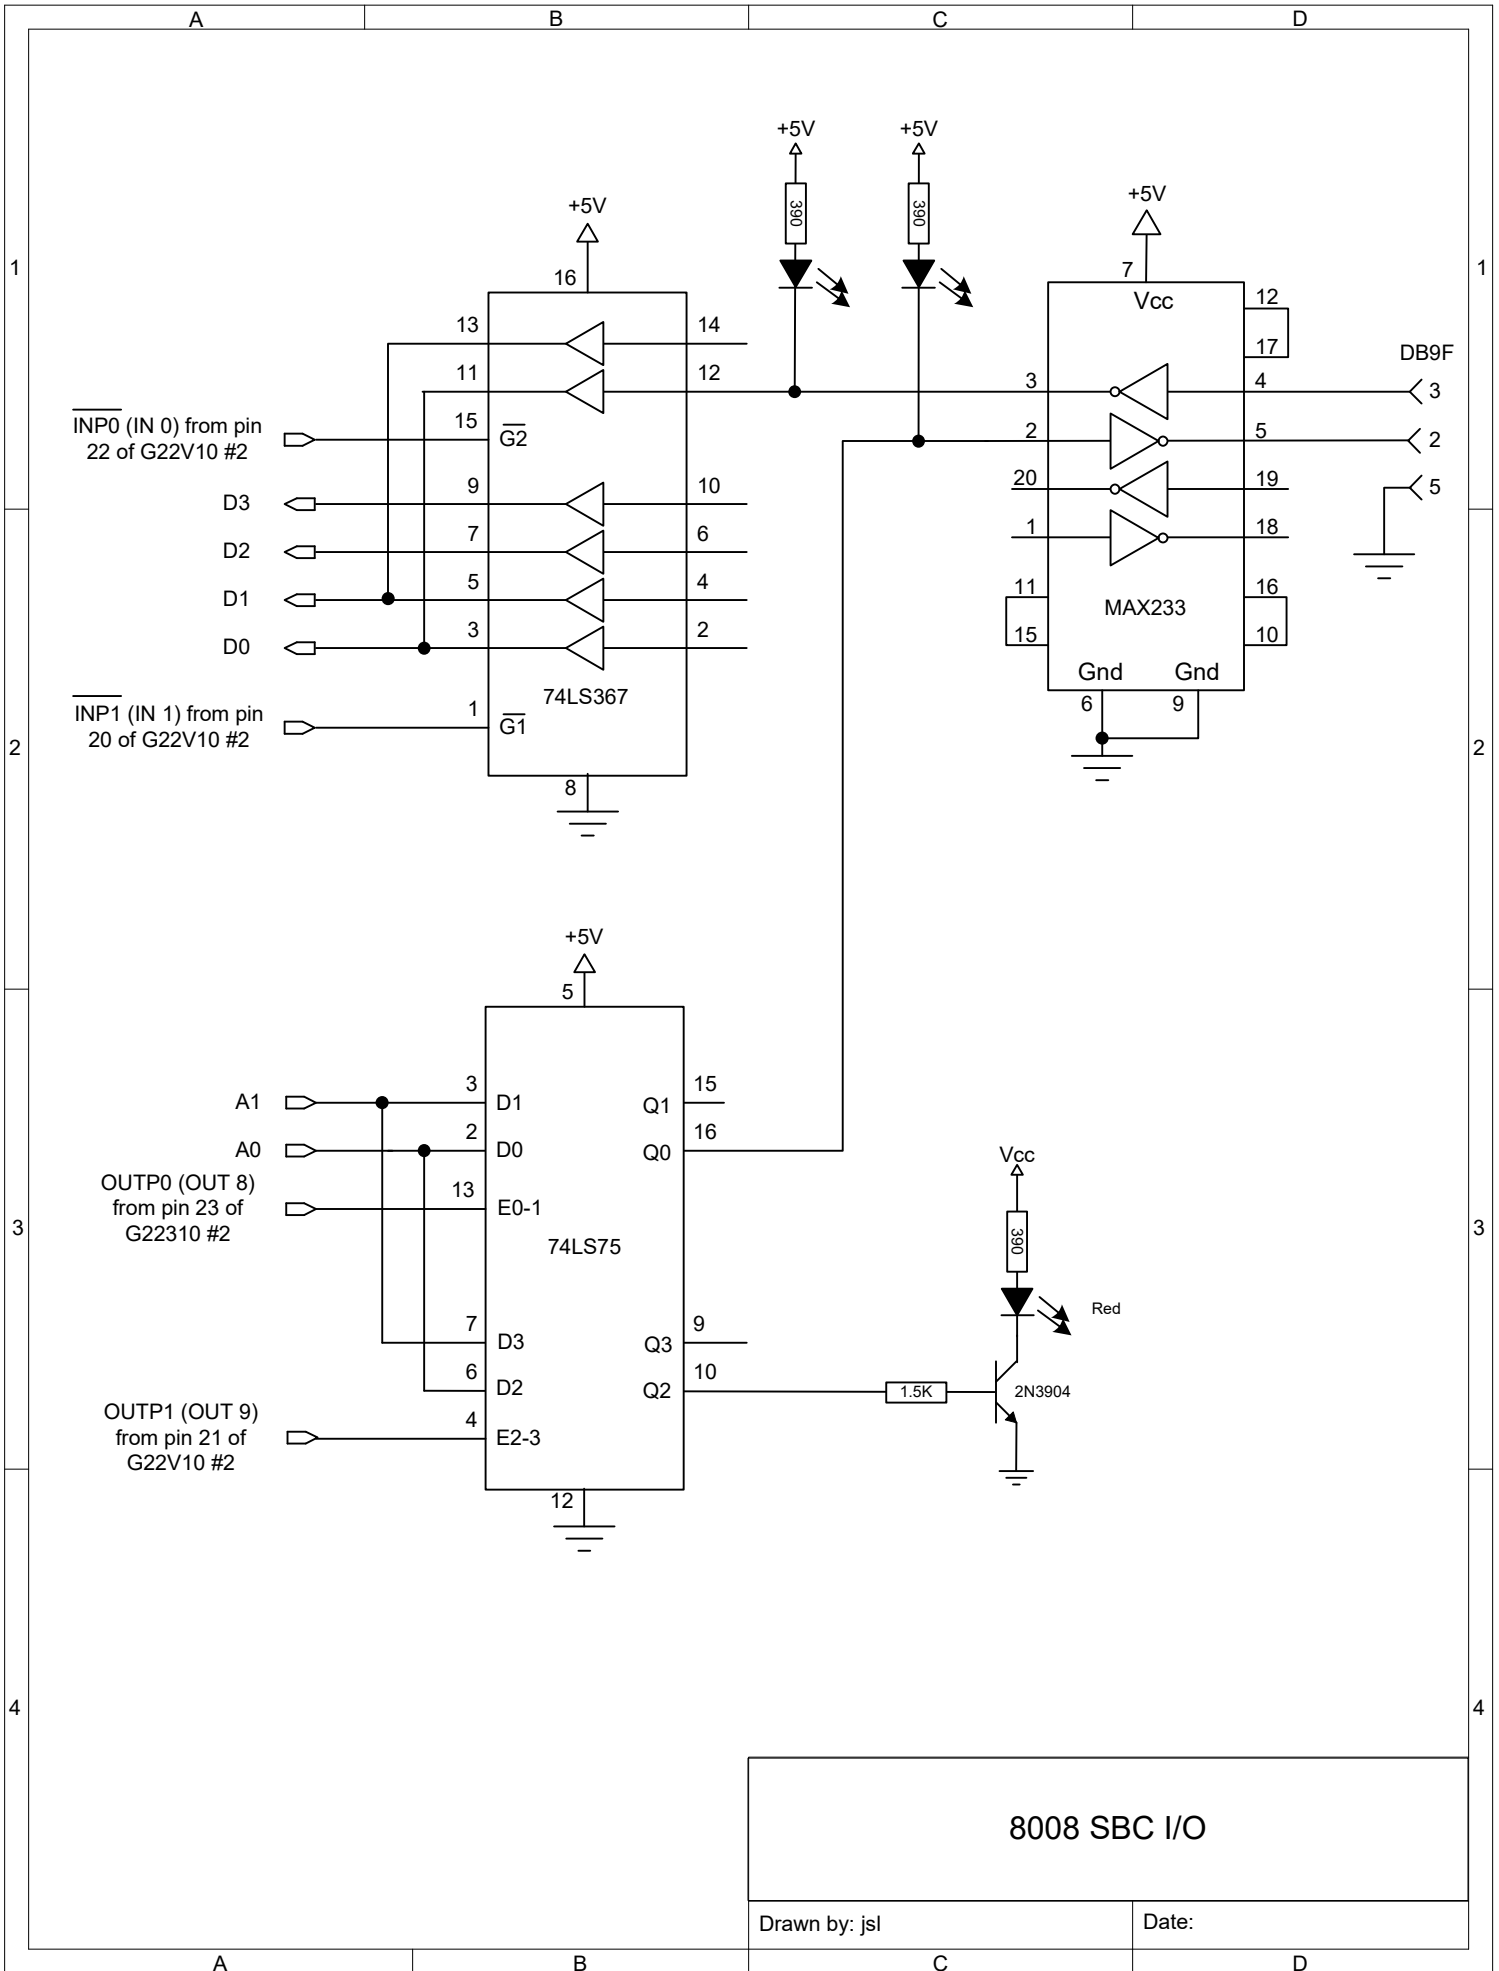 A
B
C
D
1
1
2
2
3
3
4
4
+5V
+5V
+5V
+5V
390
390
16
7
Vcc
12
17
DB9F
13
14
11
12
3
4
3
INP0 (IN 0) from pin
22 of G22V10 #2
15
G2
2
5
2
D3
9
10
20
19
5
D2
7
6
1
18
D1
5
4
11
MAX233
16
D0
3
2
15
10
74LS367
Gnd
Gnd
INP1 (IN 1) from pin
20 of G22V10 #2
1
G1
6
9
8
+5V
5
A1
3
D1
Q1
15
A0
2
D0
Q0
16
OUTP0 (OUT 8)
from pin 23 of
G22310 #2
13
E0-1
74LS75
Vcc
390
Red
7
D3
Q3
9
6
D2
Q2
10
1.5K
2N3904
OUTP1 (OUT 9)
from pin 21 of
G22V10 #2
4
E2-3
12
8008 SBC I/O
Drawn by: jsl
Date:
A
B
C
D